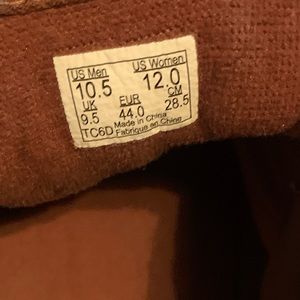 US Men US Women
10.5 12.0
UK EUR CM
9.5 44.0 28.5
TC6D Made in China
Fabriqué en Chine